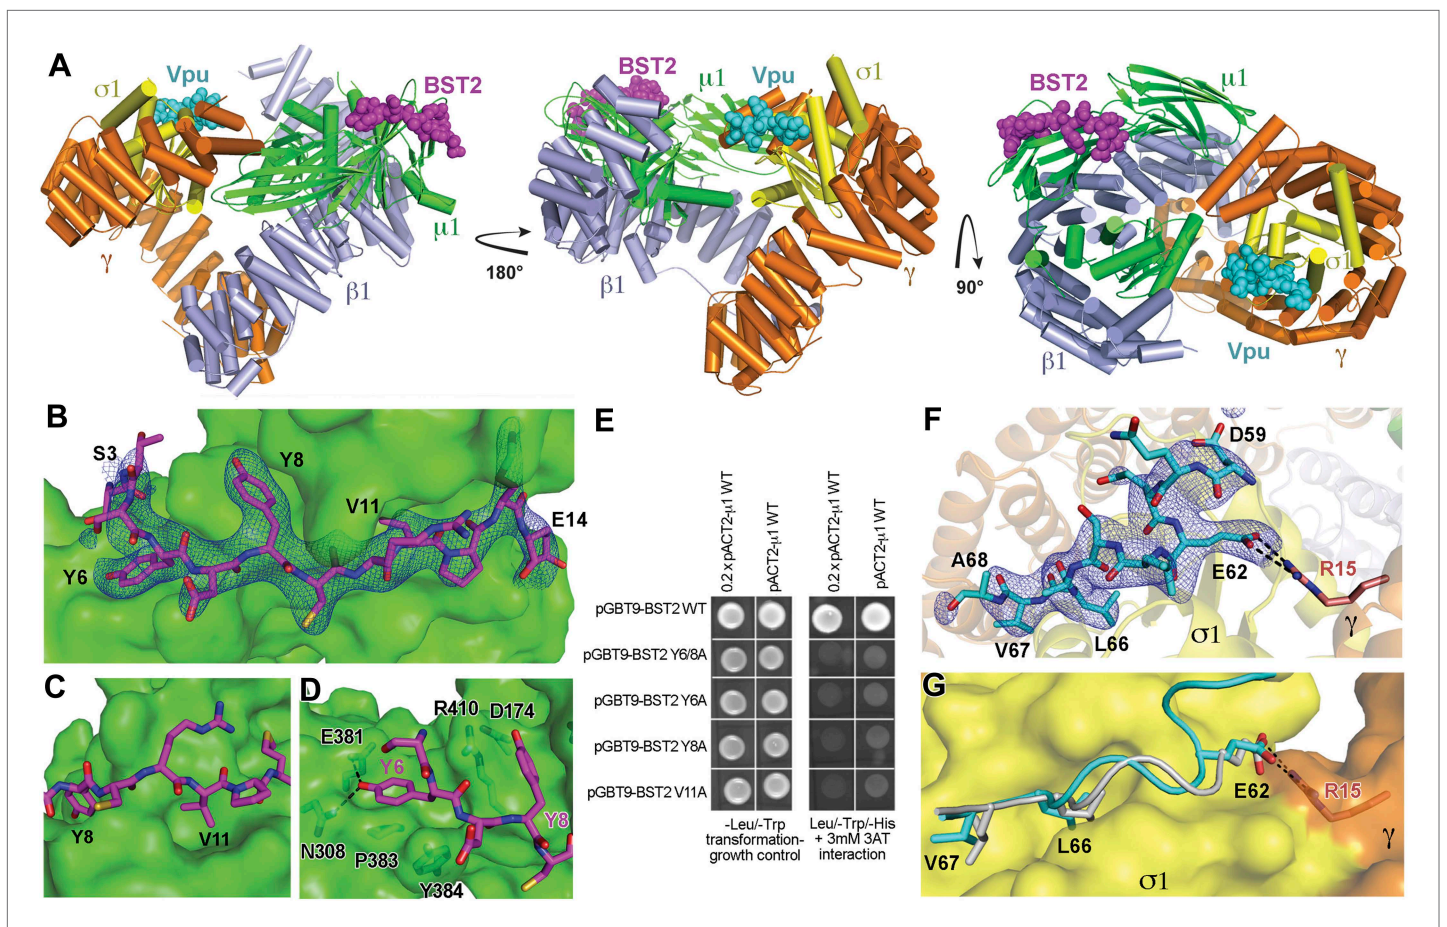 A
σ1
Vpu
BST2
μ1
γ
β1
180°
BST2
μ1
Vpu
σ1
β1
γ
90°
BST2
μ1
σ1
Vpu
β1
γ
B
S3
Y8
V11
E14
Y6
C
Y8
V11
D
R410
D174
E381
Y6
Y8
N308
P383
Y384
E
0.2 x pACT2-μ1 WT
pACT2-μ1 WT
0.2 x pACT2-μ1 WT
pACT2-μ1 WT
pGBT9-BST2 WT
pGBT9-BST2 Y6/8A
pGBT9-BST2 Y6A
pGBT9-BST2 Y8A
pGBT9-BST2 V11A
-Leu/-Trp
transformation-
growth control
Leu/-Trp/-His
+ 3mM 3AT
interaction
F
D59
A68
E62
R15
V67
L66
σ1
γ
G
E62
R15
V67
L66
σ1
γ